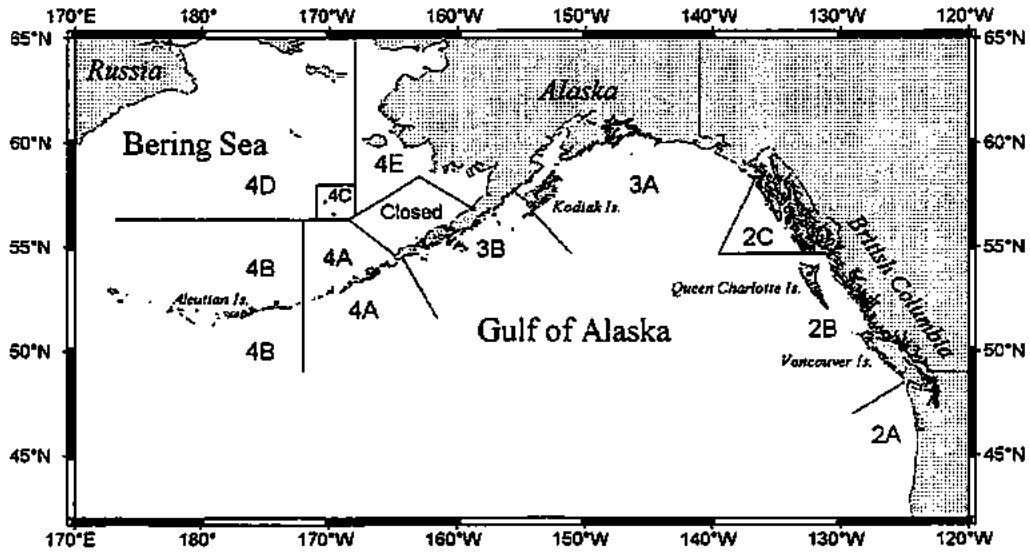 170°W 160°W 150°W 140°W 130°W 120°W
65°N 65°N
Russia
Alaska
60°N 60°N
Bering Sea
4E
4D 4C 3A
Closed
Kodiak Is.
2C
3B
55°N 55°N
4A
4B
British Columbia
Queen Charlotte Is.
Aleutian Is.
4A
Gulf of Alaska
2B
50°N 50°N
4B
Vancouver Is.
2A
45°N 45°N
170°E 180°W 170°W 160°W 150°W 140°W 130°W 120°W